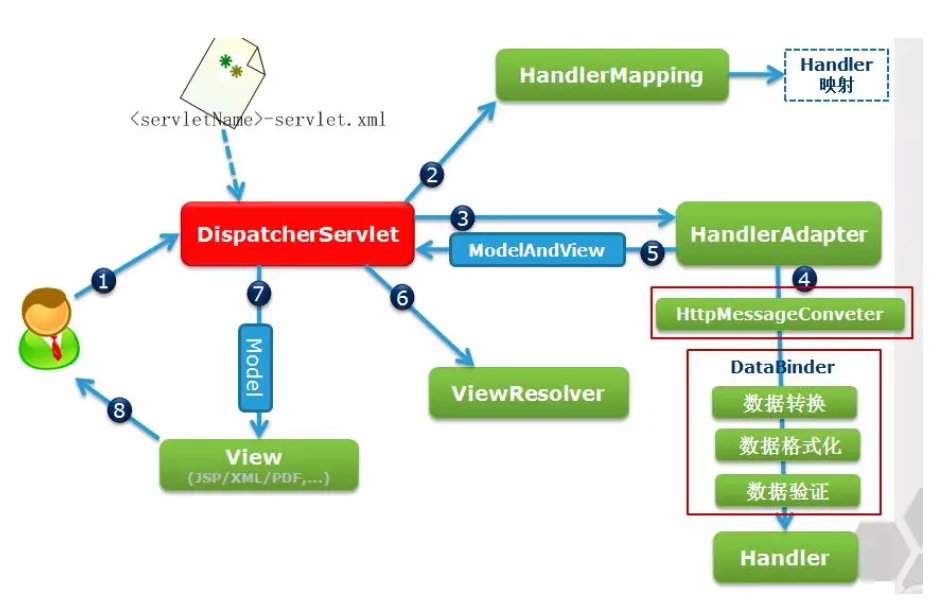 <servletName>-servlet.xml
HandlerMapping
Handler
映射
2
DispatcherServlet
3
HandlerAdapter
ModelAndView
5
1
7
6
4
HttpMessageConveter
Model
DataBinder
数据转换
ViewResolver
8
数据格式化
View
(JSP/XML/PDF,...)
数据验证
Handler